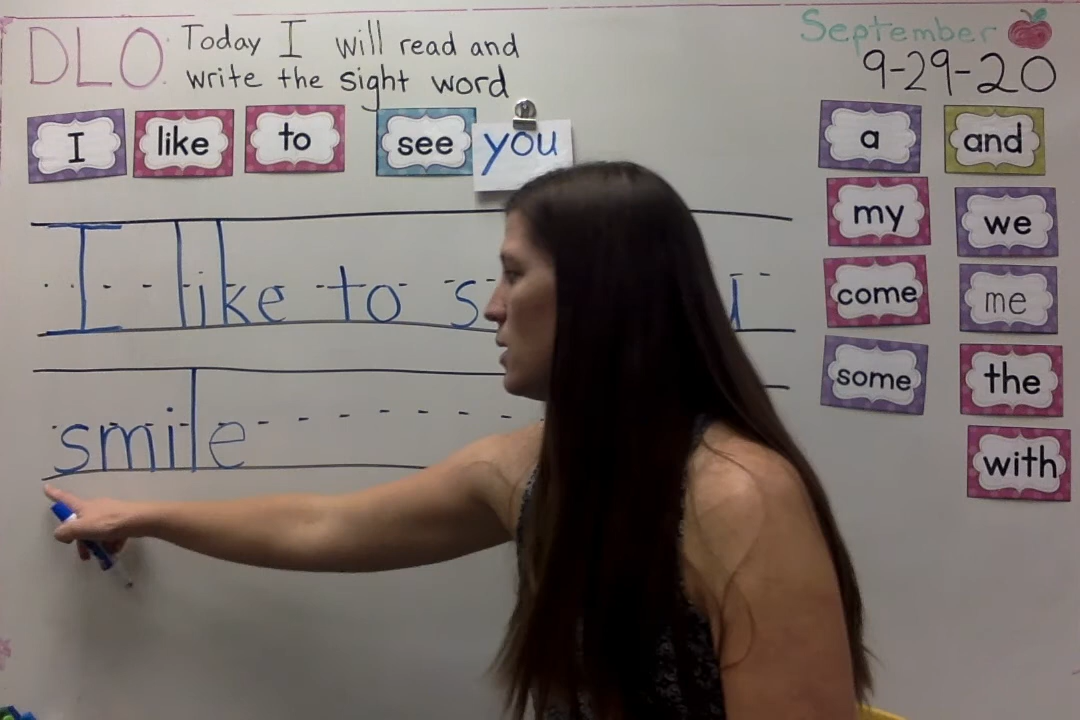 DLO: Today I will read and
write the sight word
September
9-29-20
I like to see you
a and
my we
come me
some the
with
I like to s
smile